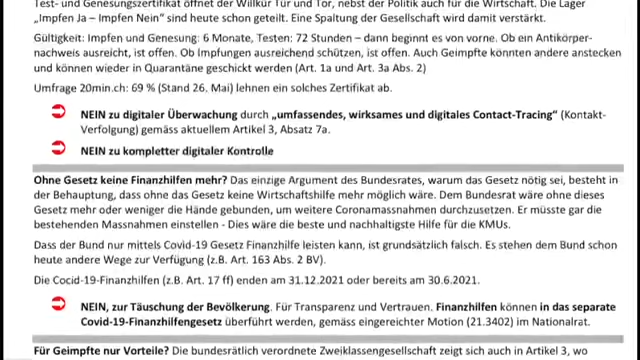 Test- und Genesungszertifikat öffnet der Willkür Tür und Tor, nebst der Politik auch für die Wirtschaft. Die Lager
„Impfen Ja – Impfen Nein“ sind heute schon geteilt. Eine Spaltung der Gesellschaft wird damit verstärkt.
Gültigkeit: Impfen und Genesung: 6 Monate, Testen: 72 Stunden – dann beginnt es von vorne. Ob ein Antikörper-
nachweis ausreicht, ist offen. Ob Impfungen ausreichend schützen, ist offen. Auch Geimpfte könnten andere anstecken
und können wieder in Quarantäne geschickt werden (Art. 1a und Art. 3a Abs. 2)
Umfrage 20min.ch: 69 % (Stand 26. Mai) lehnen ein solches Zertifikat ab.
NEIN zu digitaler Überwachung durch „umfassendes, wirksames und digitales Contact-Tracing“ (Kontakt-
Verfolgung) gemäss aktuellem Artikel 3, Absatz 7a.
NEIN zu kompletter digitaler Kontrolle
Ohne Gesetz keine Finanzhilfen mehr? Das einzige Argument des Bundesrates, warum das Gesetz nötig sei, besteht in
der Behauptung, dass ohne das Gesetz keine Wirtschaftshilfe mehr möglich wäre. Dem Bundesrat wäre ohne dieses
Gesetz mehr oder weniger die Hände gebunden, um weitere Coronamassnahmen durchzusetzen. Er müsste gar die
bestehenden Massnahmen einstellen - Dies wäre die beste und nachhaltigste Hilfe für die KMUs.
Dass der Bund nur mittels Covid-19 Gesetz Finanzhilfe leisten kann, ist grundsätzlich falsch. Es stehen dem Bund schon
heute andere Wege zur Verfügung (z.B. Art. 163 Abs. 2 BV).
Die Cocid-19-Finanzhilfen (z.B. Art. 17 ff) enden am 31.12.2021 oder bereits am 30.6.2021.
NEIN, zur Täuschung der Bevölkerung. Für Transparenz und Vertrauen. Finanzhilfen können in das separate
Covid-19-Finanzhilfengesetz überführt werden, gemäss eingereichter Motion (21.3402) im Nationalrat.
Für Geimpfte nur Vorteile? Die bundesrätlich verordnete Zweiklassengesellschaft zeigt sich auch in Artikel 3, wo